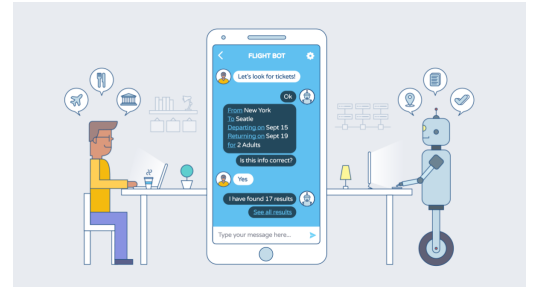 FLIGHT BOT
Let's look for tickets!
Ok
From New York
To Seatle
Departing on Sept 15
Returning on Sept 19
for 2 Adults
Is this info correct?
Yes
I have found 17 results
See all results
Type your message here...